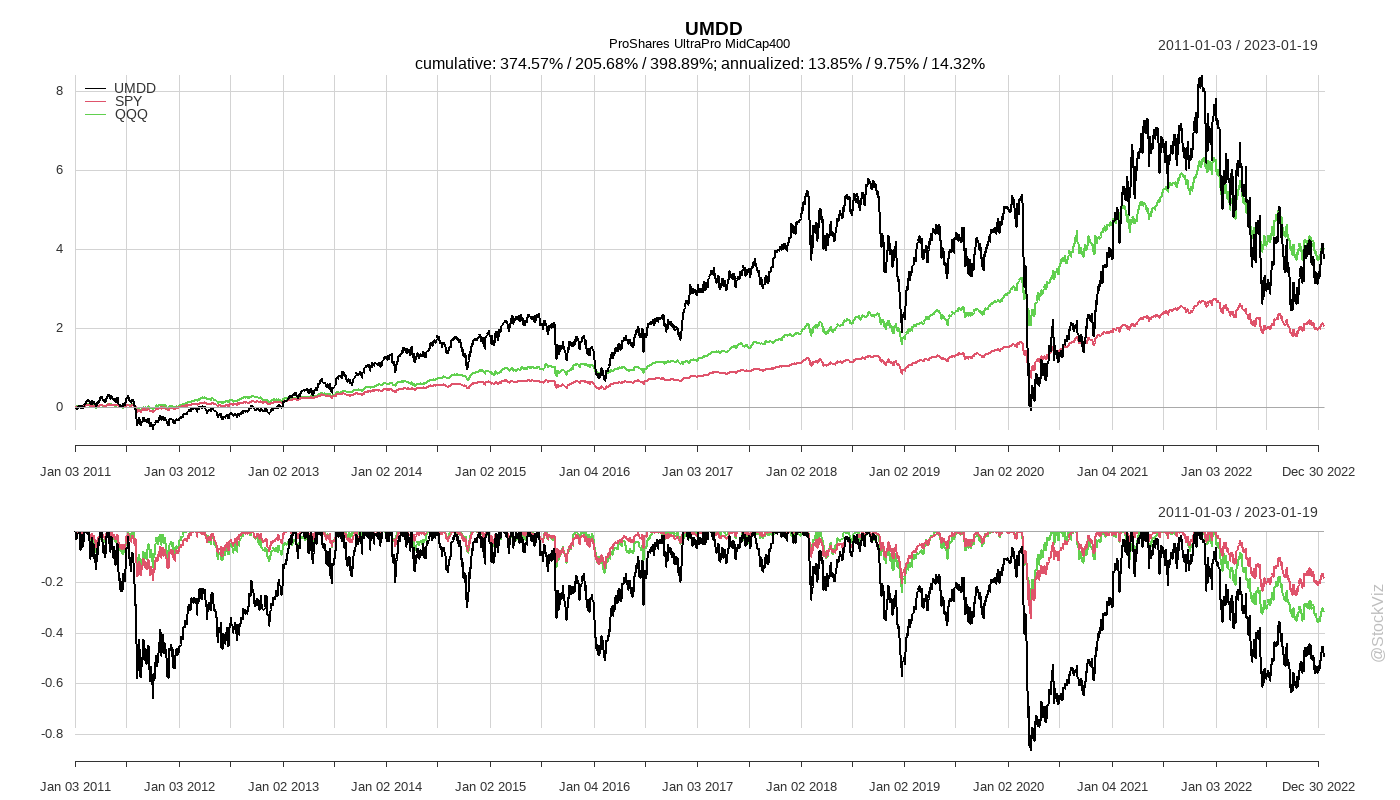 UMDD
ProShares UltraPro MidCap400
2011-01-03 / 2023-01-19
cumulative: 374.57% / 205.68% / 398.89%; annualized: 13.85% / 9.75% / 14.32%
UMDD
SPY
QQQ
8
6
4
2
0
Jan 03 2011 Jan 03 2012 Jan 02 2013 Jan 02 2014 Jan 02 2015 Jan 04 2016 Jan 03 2017 Jan 02 2018 Jan 02 2019 Jan 02 2020 Jan 04 2021 Jan 03 2022 Dec 30 2022
2011-01-03 / 2023-01-19
-0.2
-0.4
-0.6
-0.8
Jan 03 2011 Jan 03 2012 Jan 02 2013 Jan 02 2014 Jan 02 2015 Jan 04 2016 Jan 03 2017 Jan 02 2018 Jan 02 2019 Jan 02 2020 Jan 04 2021 Jan 03 2022 Dec 30 2022
@StockViz